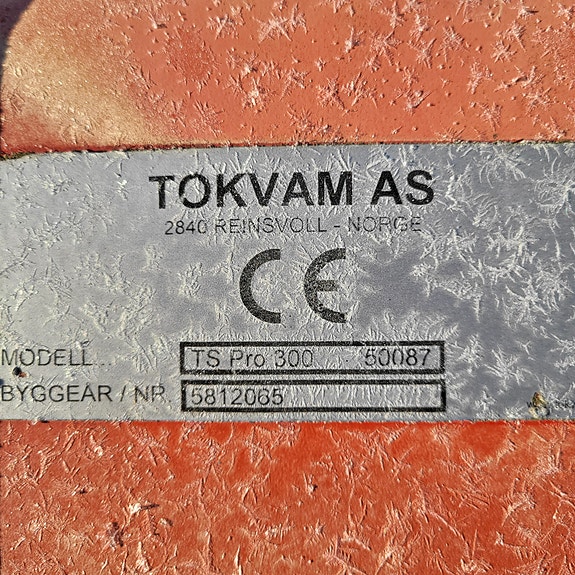 TOKVAM AS
2840 REINSVOLL - NORGE
CE
MODELL... TS Pro 300 50087
BYGGEAR / NR. 5812065